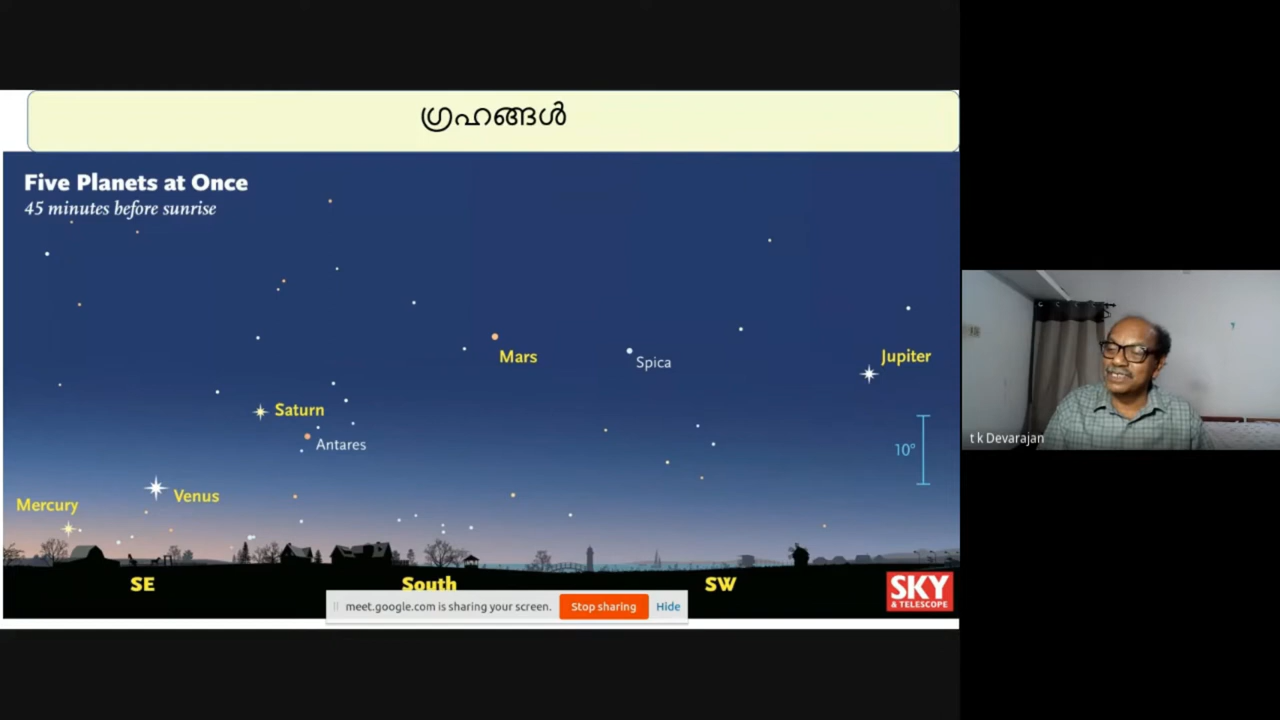 ഗ്രഹങ്ങൾ
Five Planets at Once
45 minutes before sunrise
Mars
Spica
Jupiter
Saturn
Antares
10°
Venus
Mercury
SE
South
SW
SKY
& TELESCOPE
meet.google.com is sharing your screen.
Stop sharing
Hide
t k Devarajan